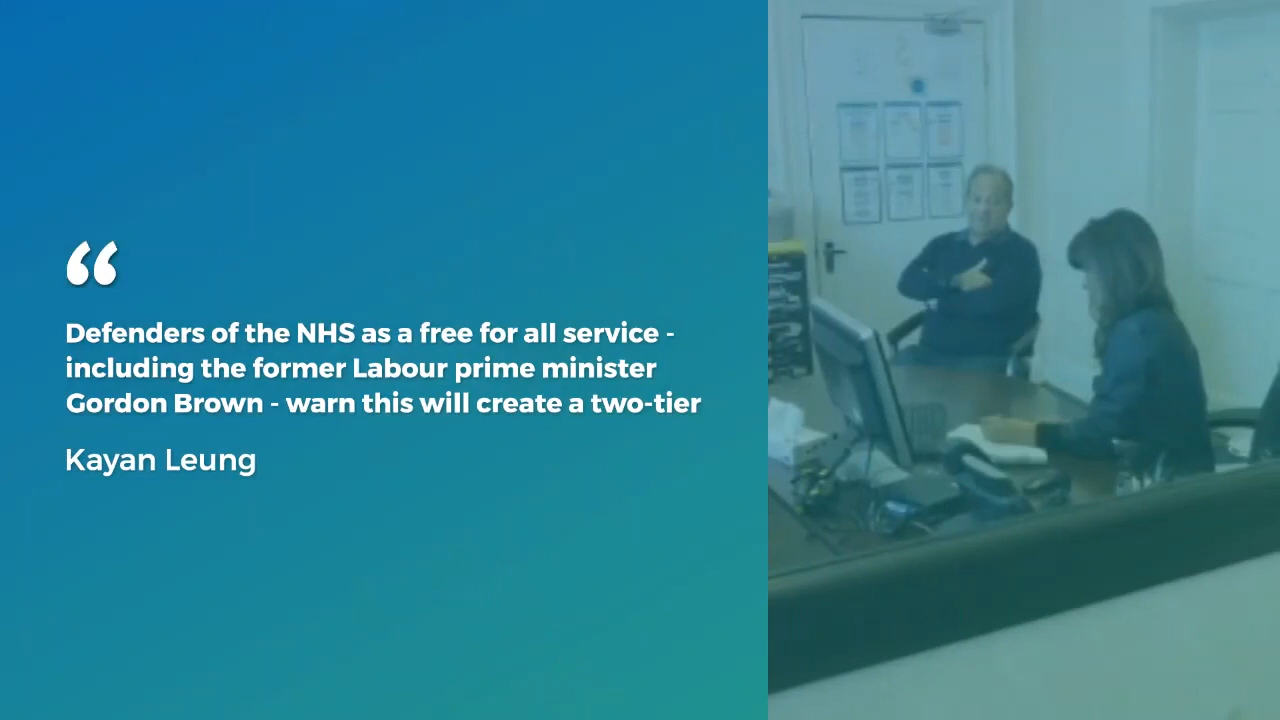 “
Defenders of the NHS as a free for all service -
including the former Labour prime minister
Gordon Brown - warn this will create a two-tier
Kayan Leung